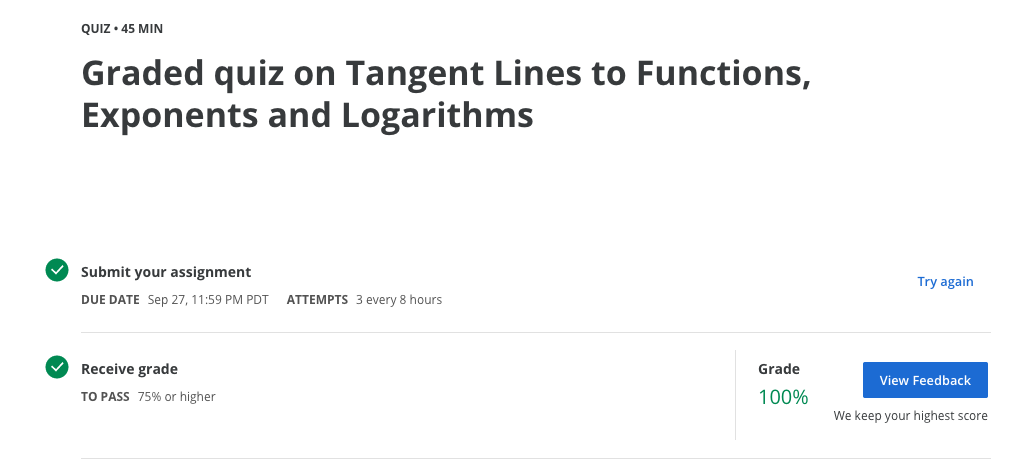 QUIZ • 45 MIN
Graded quiz on Tangent Lines to Functions,
Exponents and Logarithms
Submit your assignment
DUE DATE Sep 27, 11:59 PM PDT ATTEMPTS 3 every 8 hours
Try again
Receive grade
TO PASS 75% or higher
Grade
100%
View Feedback
We keep your highest score